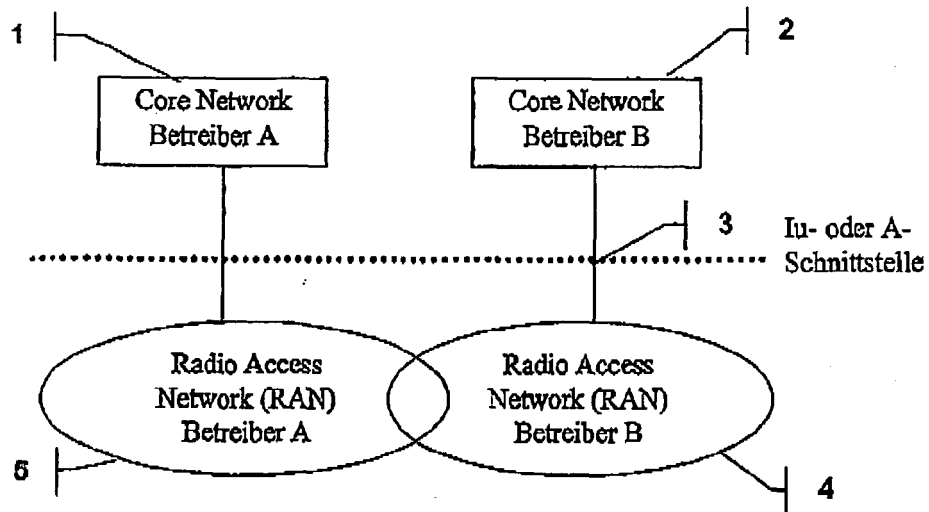 1
2
Core Network
Betreiber A
Core Network
Betreiber B
3
Iu- oder A-
Schnittstelle
Radio Access
Network (RAN)
Betreiber A
Radio Access
Network (RAN)
Betreiber B
5
4